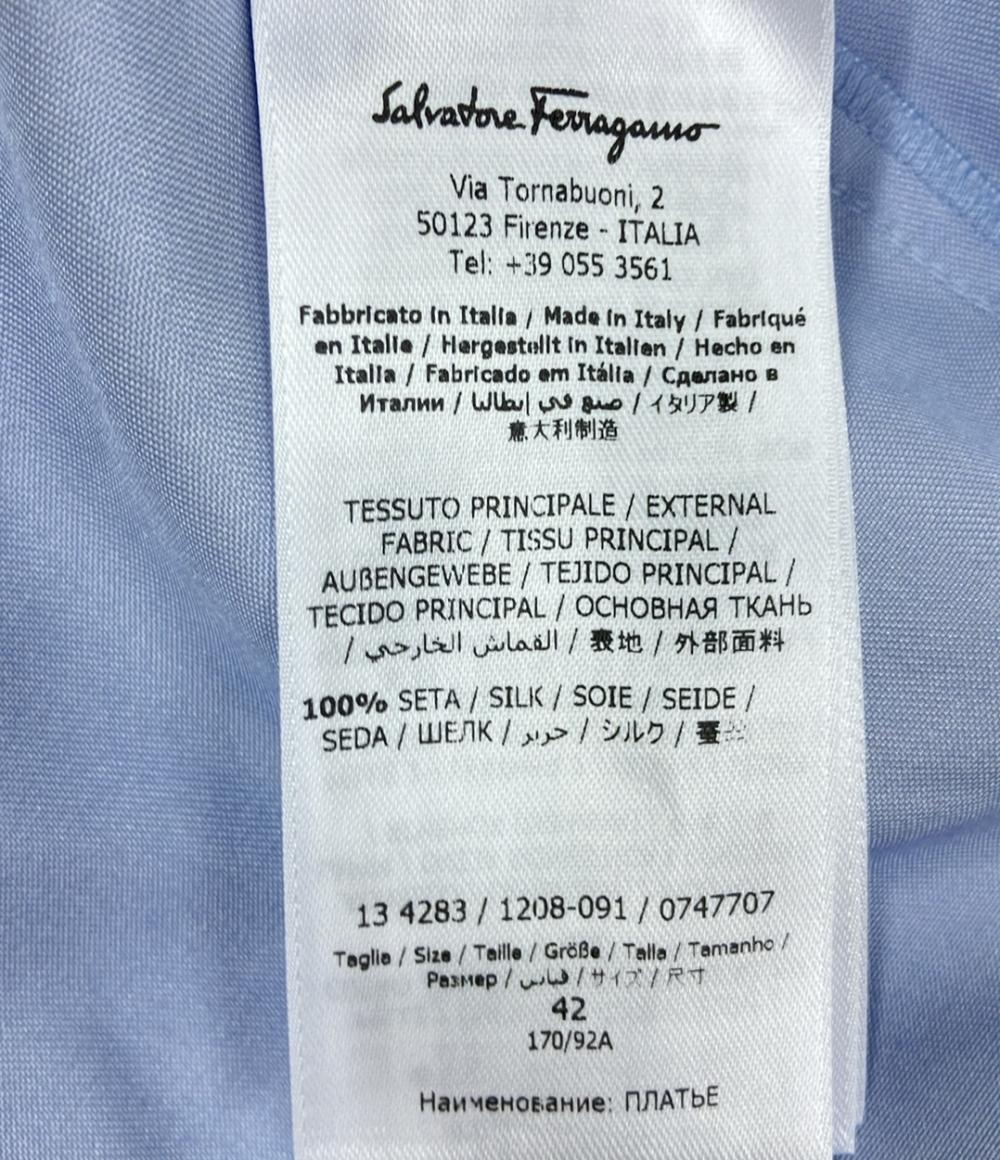 Salvatore Ferragamo
Via Tornabuoni, 2
50123 Firenze - ITALIA
Tel: +39 055 3561
Fabbricato in Italia / Made in Italy / Fabriqué
en Italie / Hergestellt in Italien / Hecho en
Italia / Fabricado em Itália / Сделано в
Италии / صنع في إيطاليا / イタリア製 /
意大利制造
TESSUTO PRINCIPALE / EXTERNAL
FABRIC / TISSU PRINCIPAL /
AUßENGEWEBE / TEJIDO PRINCIPAL /
TECIDO PRINCIPAL / ОСНОВНАЯ ТКАНЬ
/ القماش الخارجي / 表地 / 外部面料
100% SETA / SILK / SOIE / SEIDE /
SEDA / ШЕЛК / حرير / シルク /
13 4283 / 1208-091 / 0747707
Taglia / Size / Taille / Größe / Talla / Tamanho /
Размер / قياس / サイズ / 尺寸
42
170/92A
Наименование: ПЛАТЬЕ